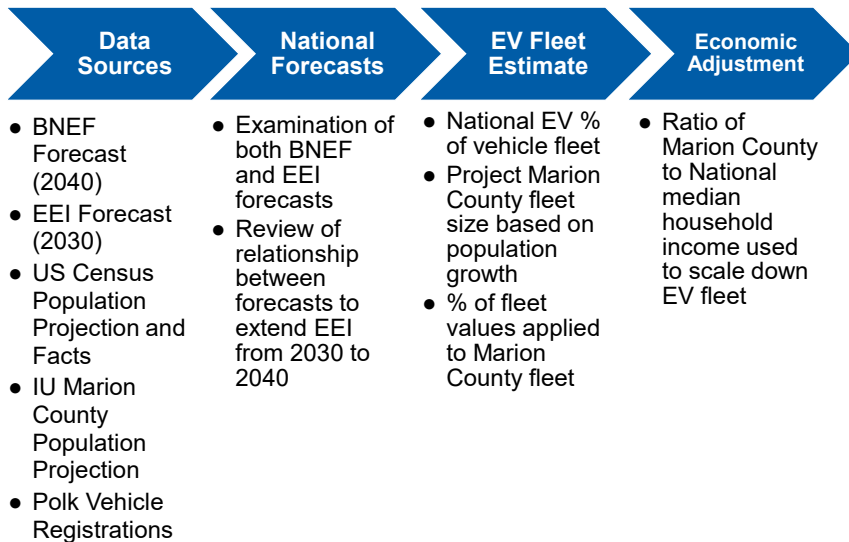 Data
Sources
National
Forecasts
EV Fleet
Estimate
Economic
Adjustment
● BNEF
Forecast
(2040)
● EEI Forecast
(2030)
● US Census
Population
Projection and
Facts
● IU Marion
County
Population
Projection
● Polk Vehicle
Registrations
● Examination of
both BNEF
and EEI
forecasts
● Review of
relationship
between
forecasts to
extend EEI
from 2030 to
2040
● National EV %
of vehicle fleet
● Project Marion
County fleet
size based on
population
growth
● % of fleet
values applied
to Marion
County fleet
● Ratio of
Marion County
to National
median
household
income used
to scale down
EV fleet